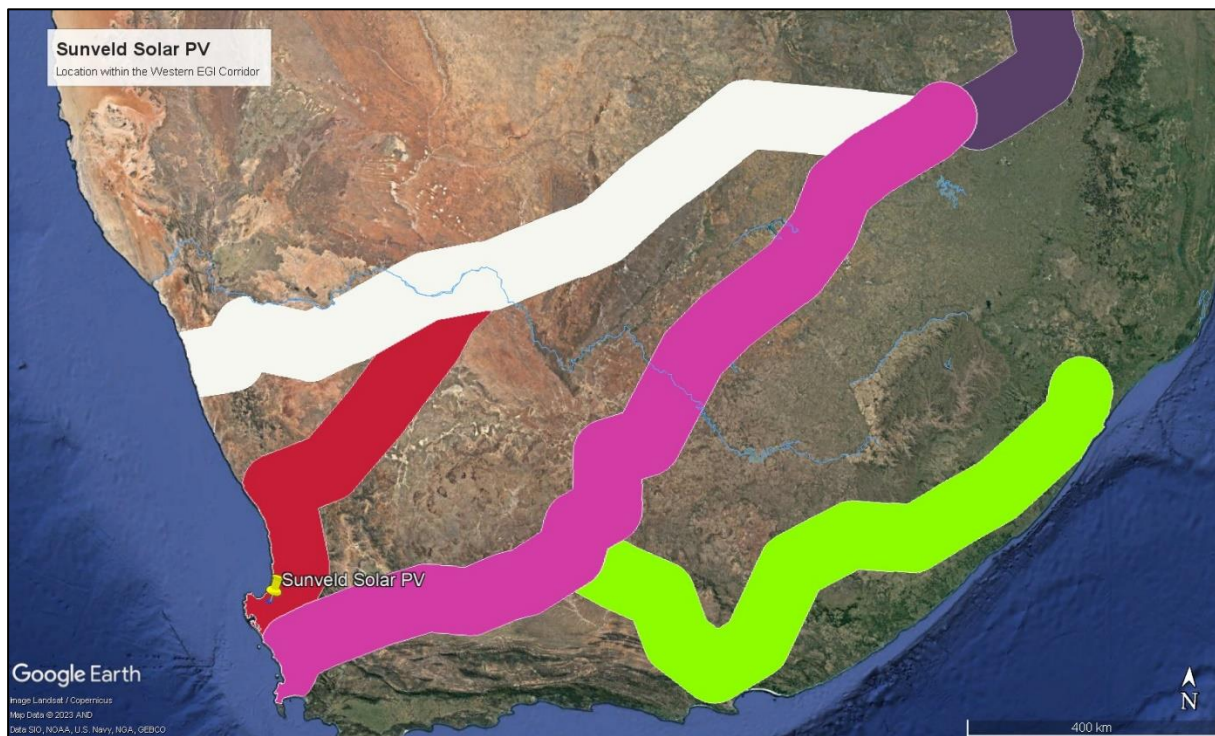 Sunveld Solar PV
Location within the Western EGI Corridor
Sunveld Solar PV
Google Earth
Image Landsat / Copernicus
Map Data © 2023 AND
Data SIO, NOAA, U.S. Navy, NGA, GEBCO
N
400 km